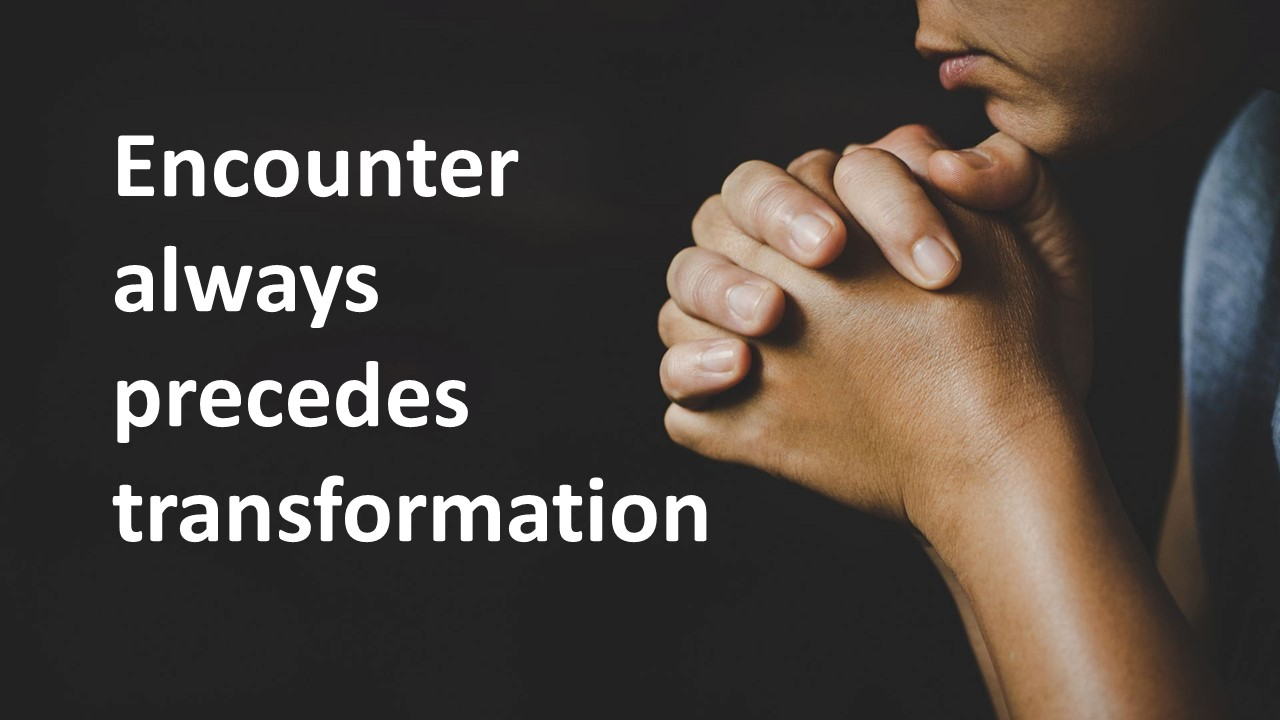 Encounter
always
precedes
transformation